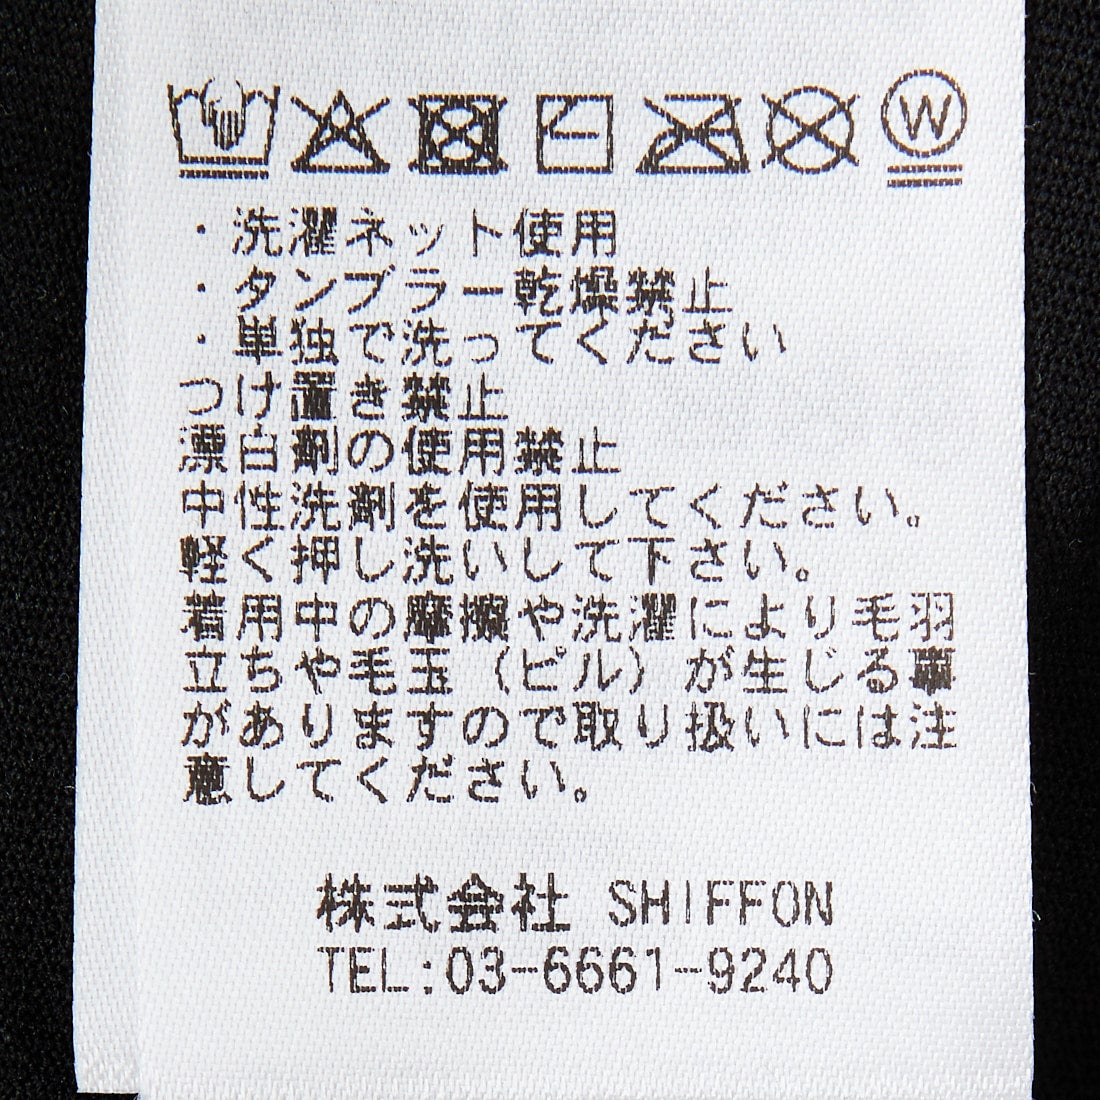 W
・洗濯ネット使用
・タンブラー乾燥禁止
・単独で洗ってください
つけ置き禁止
漂白剤の使用禁止
中性洗剤を使用してください。
軽く押し洗いして下さい。
着用中の摩擦や洗濯により毛羽
立ちや毛玉（ピル）が生じる事
がありますので取り扱いには注
意してください。
株式会社 SHIFFON
TEL:03-6661-9240